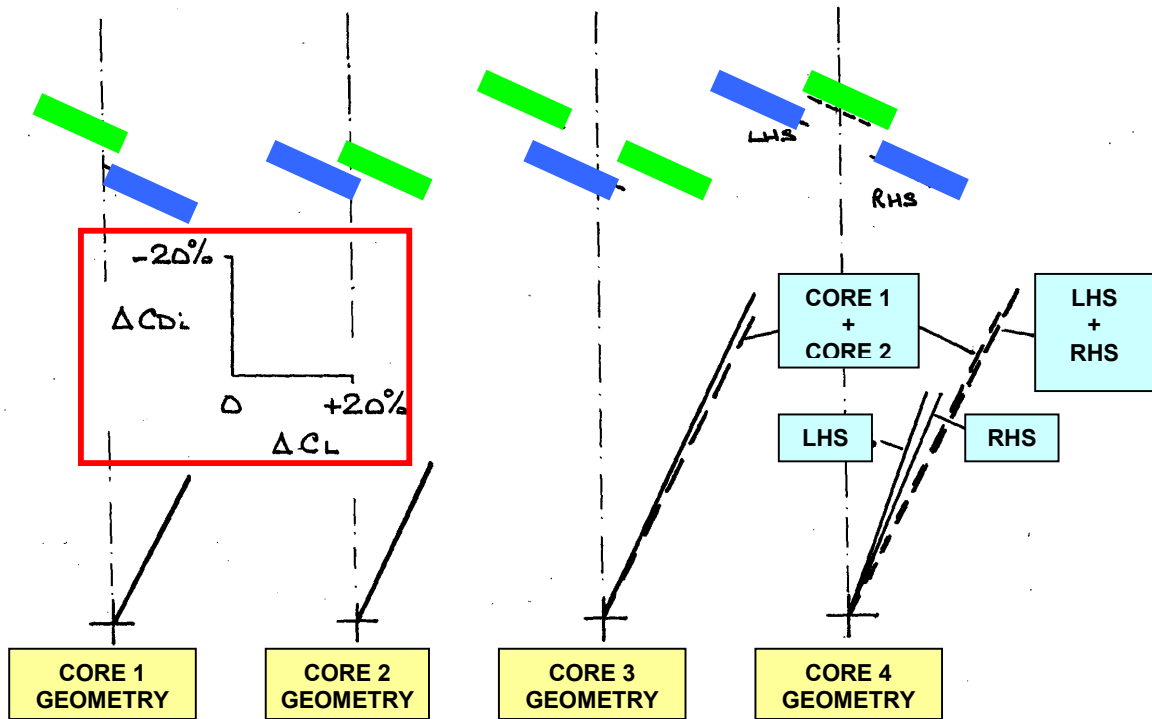 LHS
RHS
-20%
ΔCDi
0
+20%
ΔCL
CORE 1
+
CORE 2
LHS
+
RHS
LHS
RHS
CORE 1
GEOMETRY
CORE 2
GEOMETRY
CORE 3
GEOMETRY
CORE 4
GEOMETRY